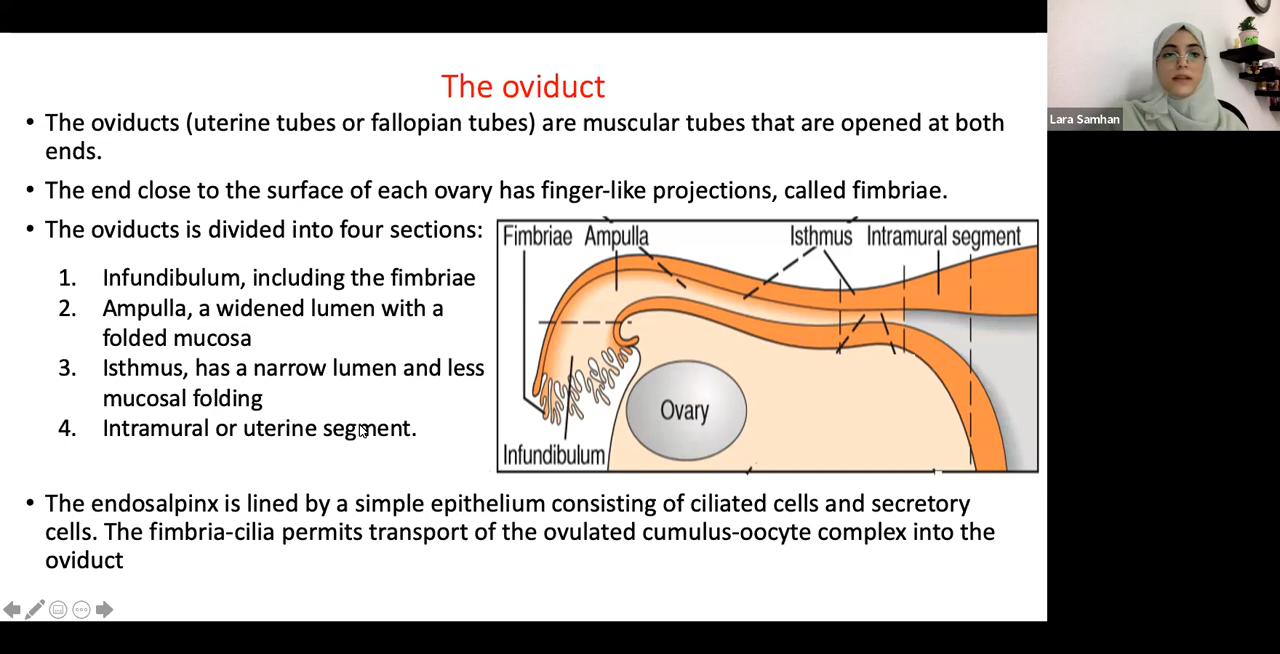 The oviduct
• The oviducts (uterine tubes or fallopian tubes) are muscular tubes that are opened at both
ends.
• The end close to the surface of each ovary has finger-like projections, called fimbriae.
• The oviducts is divided into four sections:
1. Infundibulum, including the fimbriae
2. Ampulla, a widened lumen with a
folded mucosa
3. Isthmus, has a narrow lumen and less
mucosal folding
4. Intramural or uterine segment.
Fimbriae Ampulla Isthmus Intramural segment
Ovary
Infundibulum
• The endosalpinx is lined by a simple epithelium consisting of ciliated cells and secretory
cells. The fimbria-cilia permits transport of the ovulated cumulus-oocyte complex into the
oviduct
Lara Samhan